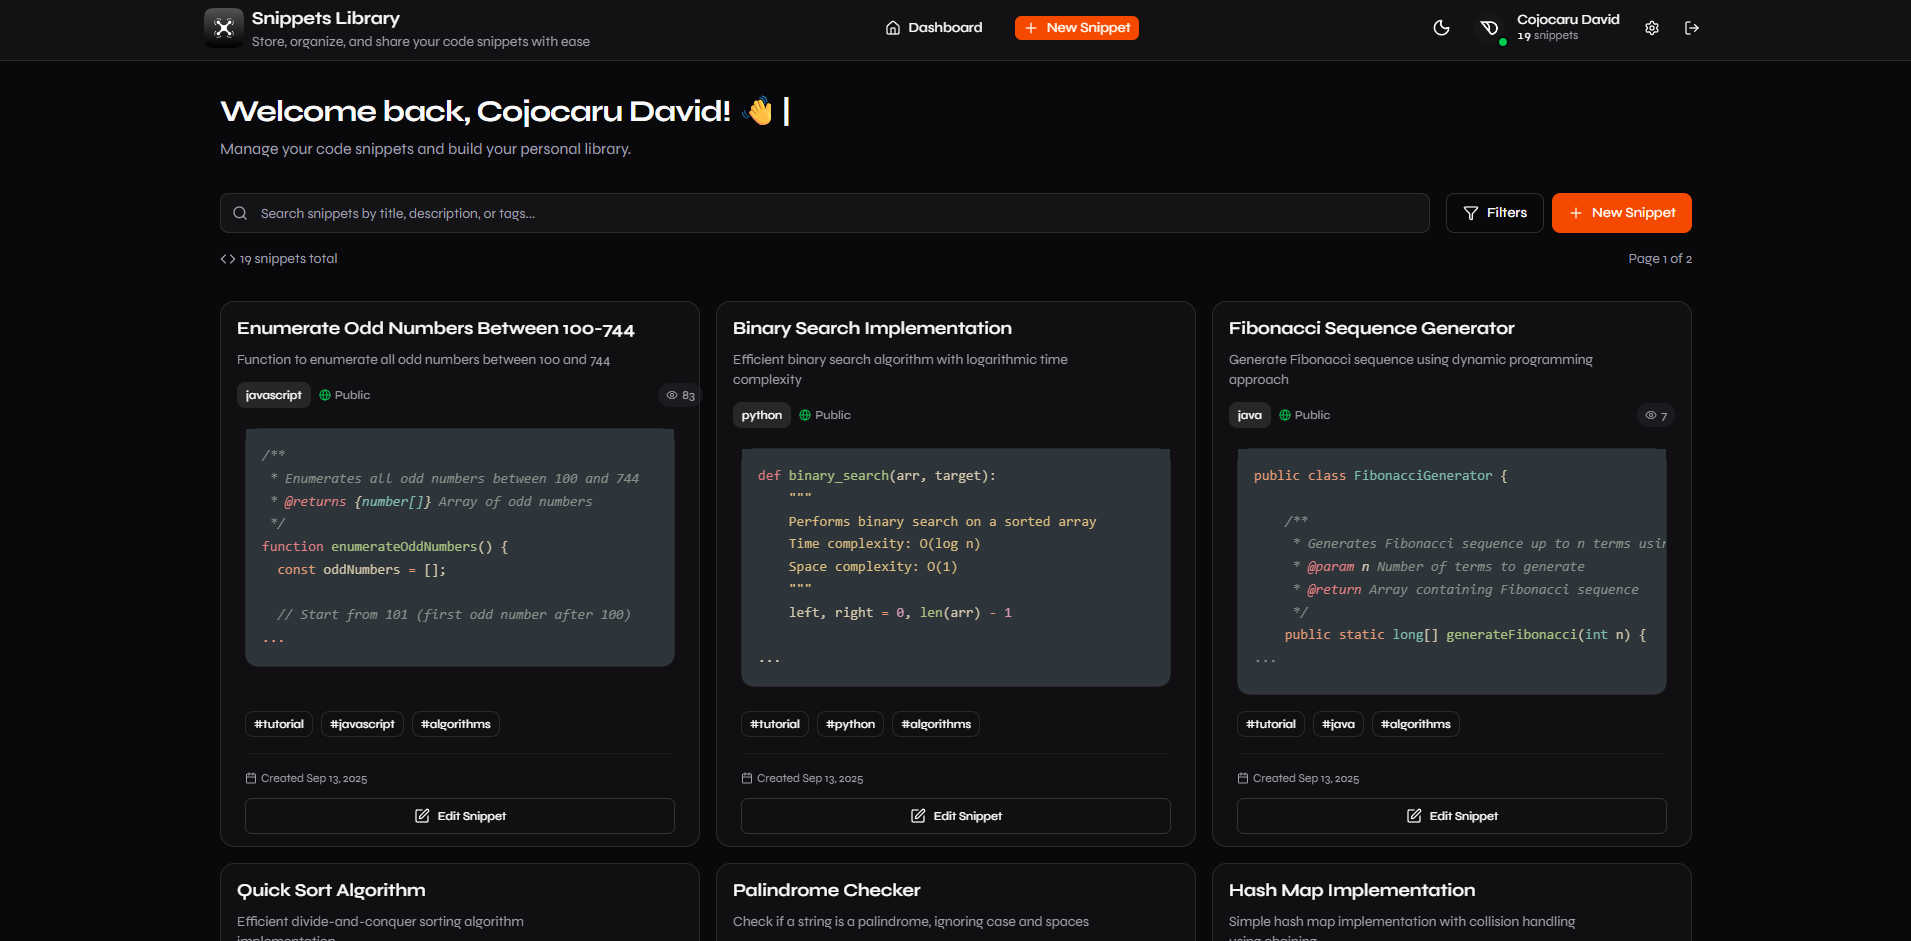 Snippets Library
Store, organize, and share your code snippets with ease
Dashboard
New Snippet
Cojocaru David
19 snippets
Welcome back, Cojocaru David! 👋 |
Manage your code snippets and build your personal library.
Search snippets by title, description, or tags...
Filters
New Snippet
19 snippets total
Page 1 of 2
Enumerate Odd Numbers Between 100-744
Function to enumerate all odd numbers between 100 and 744
javascript
Public
83
/**
 * Enumerates all odd numbers between 100 and 744
 * @returns {number[]} Array of odd numbers
 */
function enumerateOddNumbers() {
  const oddNumbers = [];
  // Start from 101 (first odd number after 100)
...
#tutorial #javascript #algorithms
Created Sep 13, 2025
Edit Snippet
Binary Search Implementation
Efficient binary search algorithm with logarithmic time
complexity
python
Public
def binary_search(arr, target):
    """
    Performs binary search on a sorted array
    Time complexity: O(log n)
    Space complexity: O(1)
    """
    left, right = 0, len(arr) - 1
...
#tutorial #python #algorithms
Created Sep 13, 2025
Edit Snippet
Fibonacci Sequence Generator
Generate Fibonacci sequence using dynamic programming
approach
java
Public
7
public class FibonacciGenerator {
    /**
     * Generates Fibonacci sequence up to n terms
     * @param n Number of terms to generate
     * @return Array containing Fibonacci sequence
     */
    public static long[] generateFibonacci(int n) {
...
#tutorial #java #algorithms
Created Sep 13, 2025
Edit Snippet
Quick Sort Algorithm
Efficient divide-and-conquer sorting algorithm
Palindrome Checker
Check if a string is a palindrome, ignoring case and spaces
Hash Map Implementation
Simple hash map implementation with collision handling